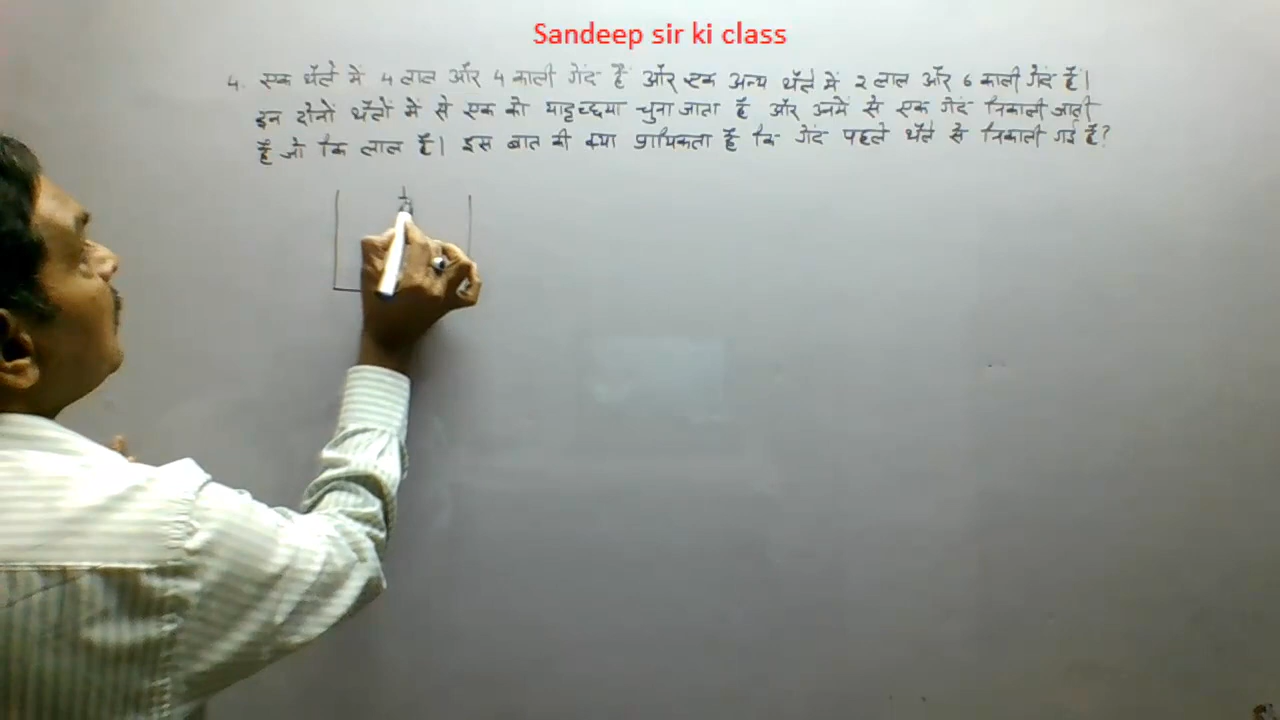 Sandeep sir ki class
4. एक थैले में 4 लाल और 4 काली गेंद हैं और एक अन्य थैले में 2 लाल और 6 काली गेंद हैं।
इन दोनों थैलों में से एक को यादृच्छया चुना जाता है और उनमें से एक गेंद निकाली जाती
है जो कि लाल है। इस बात की क्या प्रायिकता है कि गेंद पहले थैले से निकाली गई है?